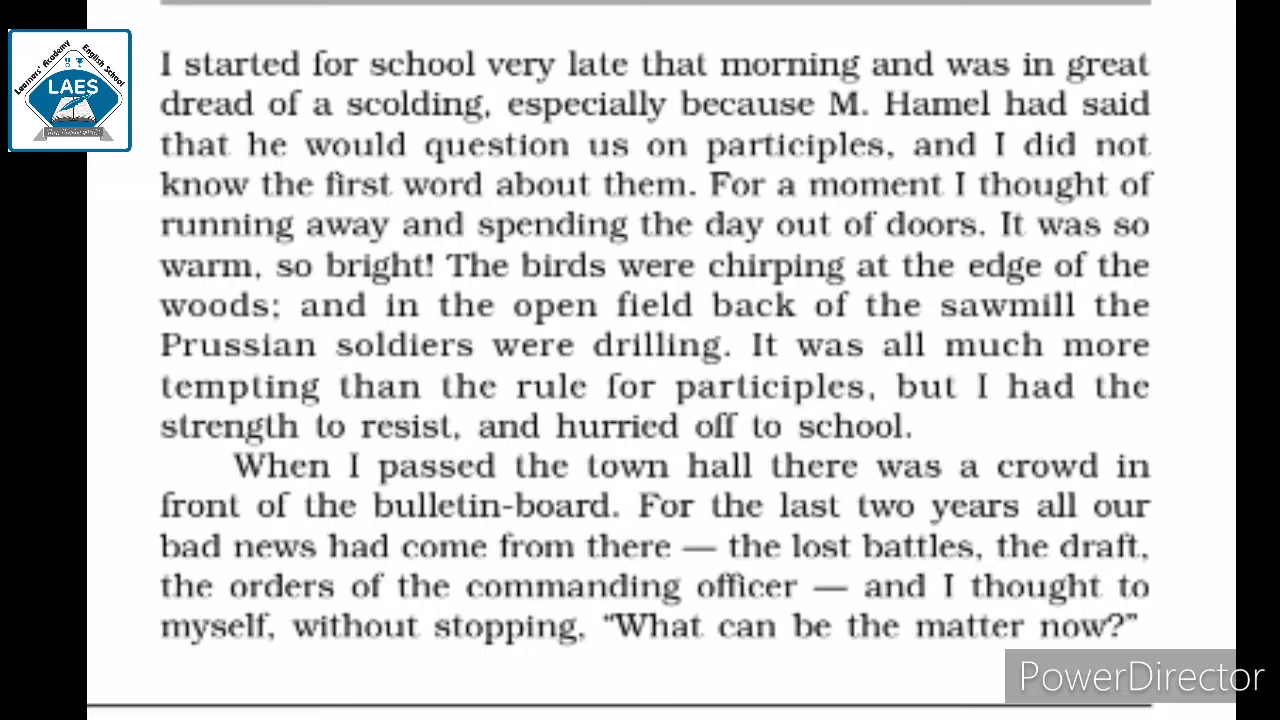 Learners' Academy English School
LAES
I started for school very late that morning and was in great
dread of a scolding, especially because M. Hamel had said
that he would question us on participles, and I did not
know the first word about them. For a moment I thought of
running away and spending the day out of doors. It was so
warm, so bright! The birds were chirping at the edge of the
woods; and in the open field back of the sawmill the
Prussian soldiers were drilling. It was all much more
tempting than the rule for participles, but I had the
strength to resist, and hurried off to school.
When I passed the town hall there was a crowd in
front of the bulletin-board. For the last two years all our
bad news had come from there — the lost battles, the draft,
the orders of the commanding officer — and I thought to
myself, without stopping, “What can be the matter now?”
PowerDirector